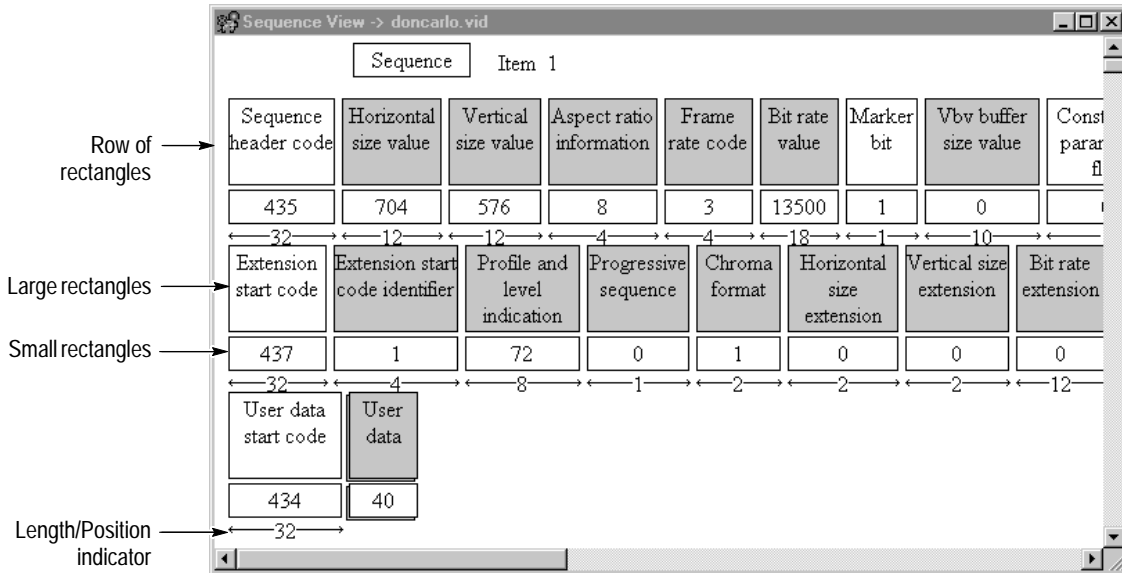 Sequence View -> doncarlo.vid
Sequence Item 1
Row of
rectangles
Sequence
header code
Horizontal
size value
Vertical
size value
Aspect ratio
information
Frame
rate code
Bit rate
value
Marker
bit
Vbv buffer
size value
435 704 576 8 3 13500 1 0
32 12 12 4 4 18 1 10
Large rectangles
Extension
start code
Extension start
code identifier
Profile and
level
indication
Progressive
sequence
Chroma
format
Horizontal
size
extension
Vertical size
extension
Bit rate
extension
Small rectangles
437 1 72 0 1 0 0 0
32 4 8 1 2 2 2 12
User data
start code
User
data
434 40
Length/Position
indicator
32